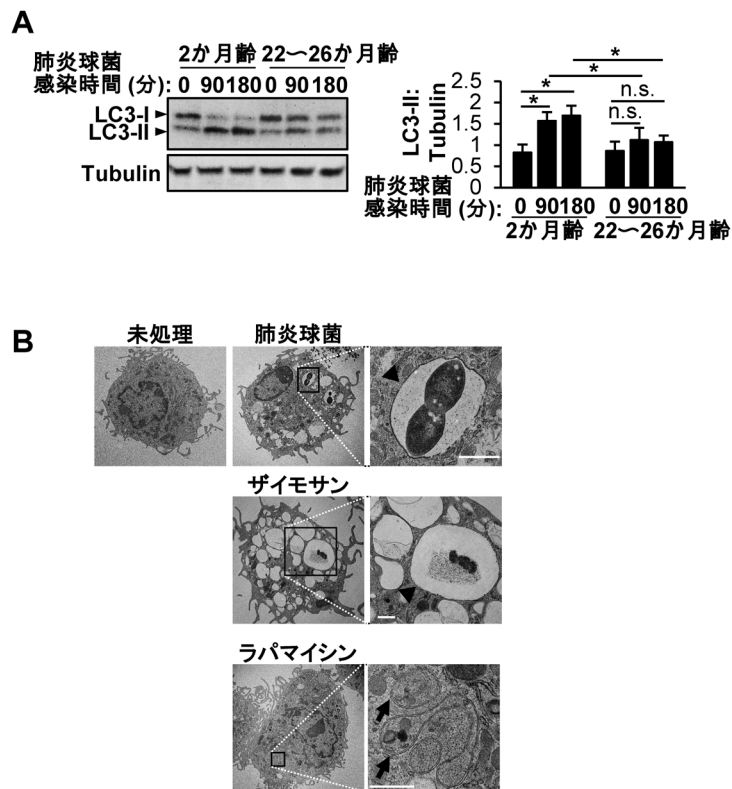 A
2か月齢 22〜26か月齢
肺炎球菌
感染時間 (分): 0 90 180 0 90 180
LC3-I
LC3-II
Tubulin
LC3-II:
Tubulin
2.5
2
1.5
1
0.5
0
* * * *
n.s.
n.s.
肺炎球菌
感染時間 (分): 0 90 180 0 90 180
2か月齢 22〜26か月齢
B
未処理 肺炎球菌
ザイモサン
ラパマイシン